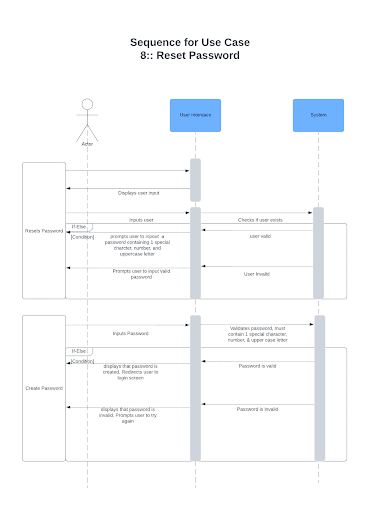 Sequence for Use Case
8:: Reset Password
User Intercace
System
Actor
Displays user input
Resets Password
Inputs user
Checks if user exists
If-Else
[Condition]
prompts user to inpout a
password containing 1 special
charcter, number, and
uppercase letter
user valid
Prompts user to input valid
password
User Invalid
Inputs Password
Validates password, must
contain 1 special character,
number, & upper case letter
If-Else
[Condition]
displays that password is
created. Redirects user to
login screen
Password is valid
Create Password
displays that password is
invalid. Prompts user to try
again
Password is invalid